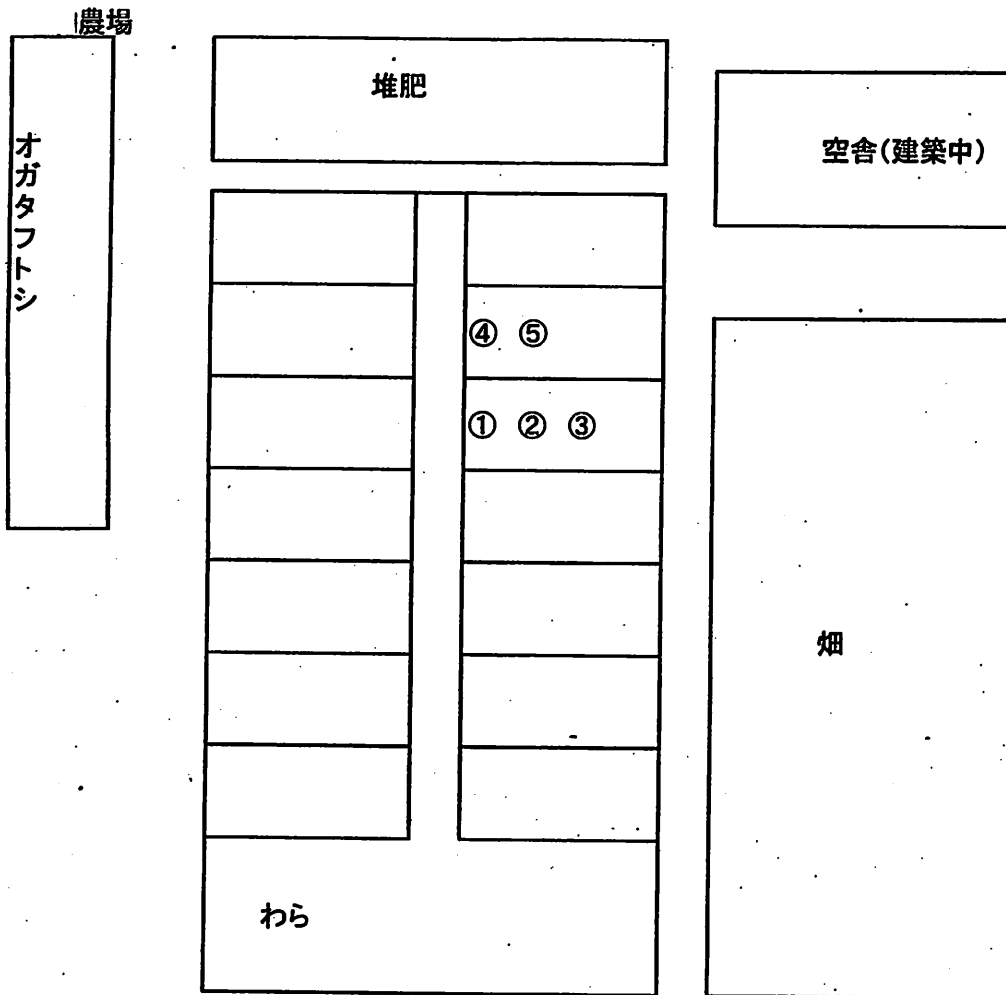 農場
堆肥
オガタフトシ
空舎(建築中)
④ ⑤
① ② ③
畑
わら